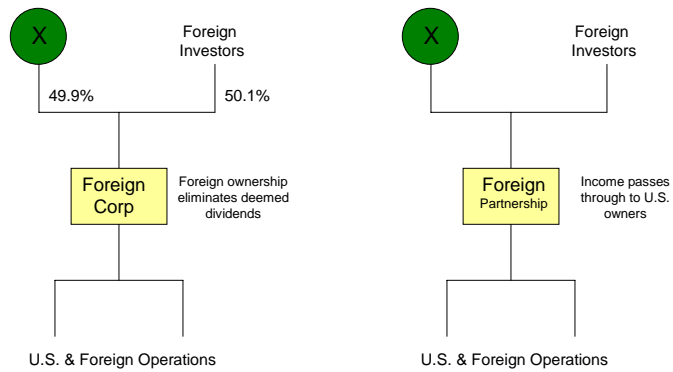 X
Foreign
Investors
49.9%
50.1%
Foreign
Corp
Foreign ownership
eliminates deemed
dividends
U.S. & Foreign Operations
X
Foreign
Investors
Foreign
Partnership
Income passes
through to U.S.
owners
U.S. & Foreign Operations